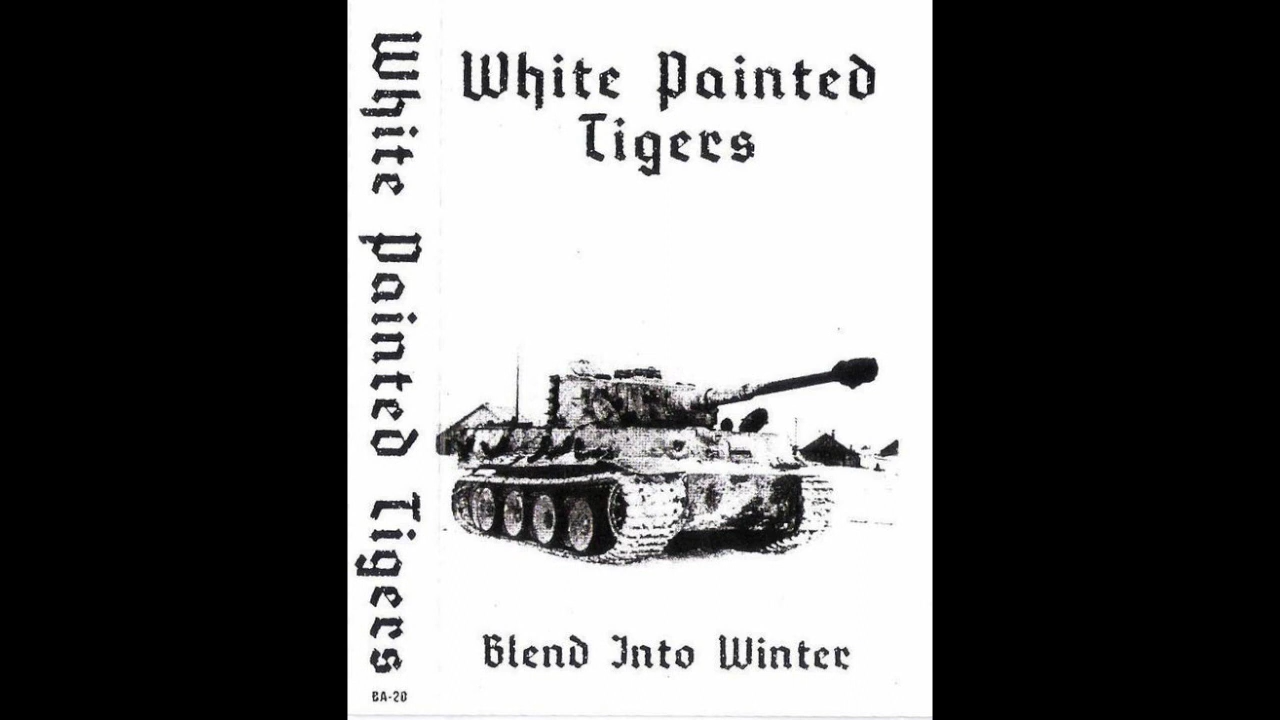 White Painted Tigers
BA-20
White Painted
Tigers
Blend Into Winter